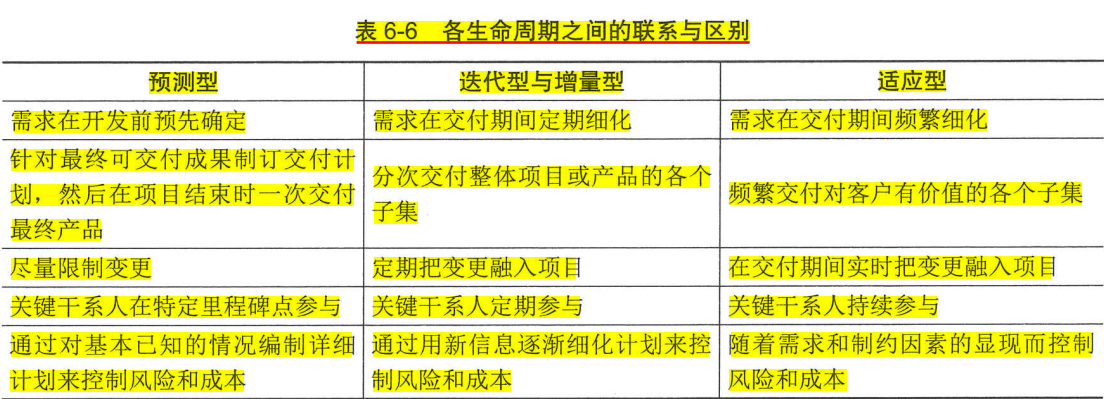 表 6-6 各生命周期之间的联系与区别
预测型
迭代型与增量型
适应型
需求在开发前预先确定
需求在交付期间定期细化
需求在交付期间频繁细化
针对最终可交付成果制订交付计
划，然后在项目结束时一次交付
最终产品
分次交付整体项目或产品的各个
子集
频繁交付对客户有价值的各个子集
尽量限制变更
定期把变更融入项目
在交付期间实时把变更融入项目
关键干系人在特定里程碑点参与
关键干系人定期参与
关键干系人持续参与
通过对基本已知的情况编制详细
计划来控制风险和成本
通过用新信息逐渐细化计划来控
制风险和成本
随着需求和制约因素的显现而控制
风险和成本